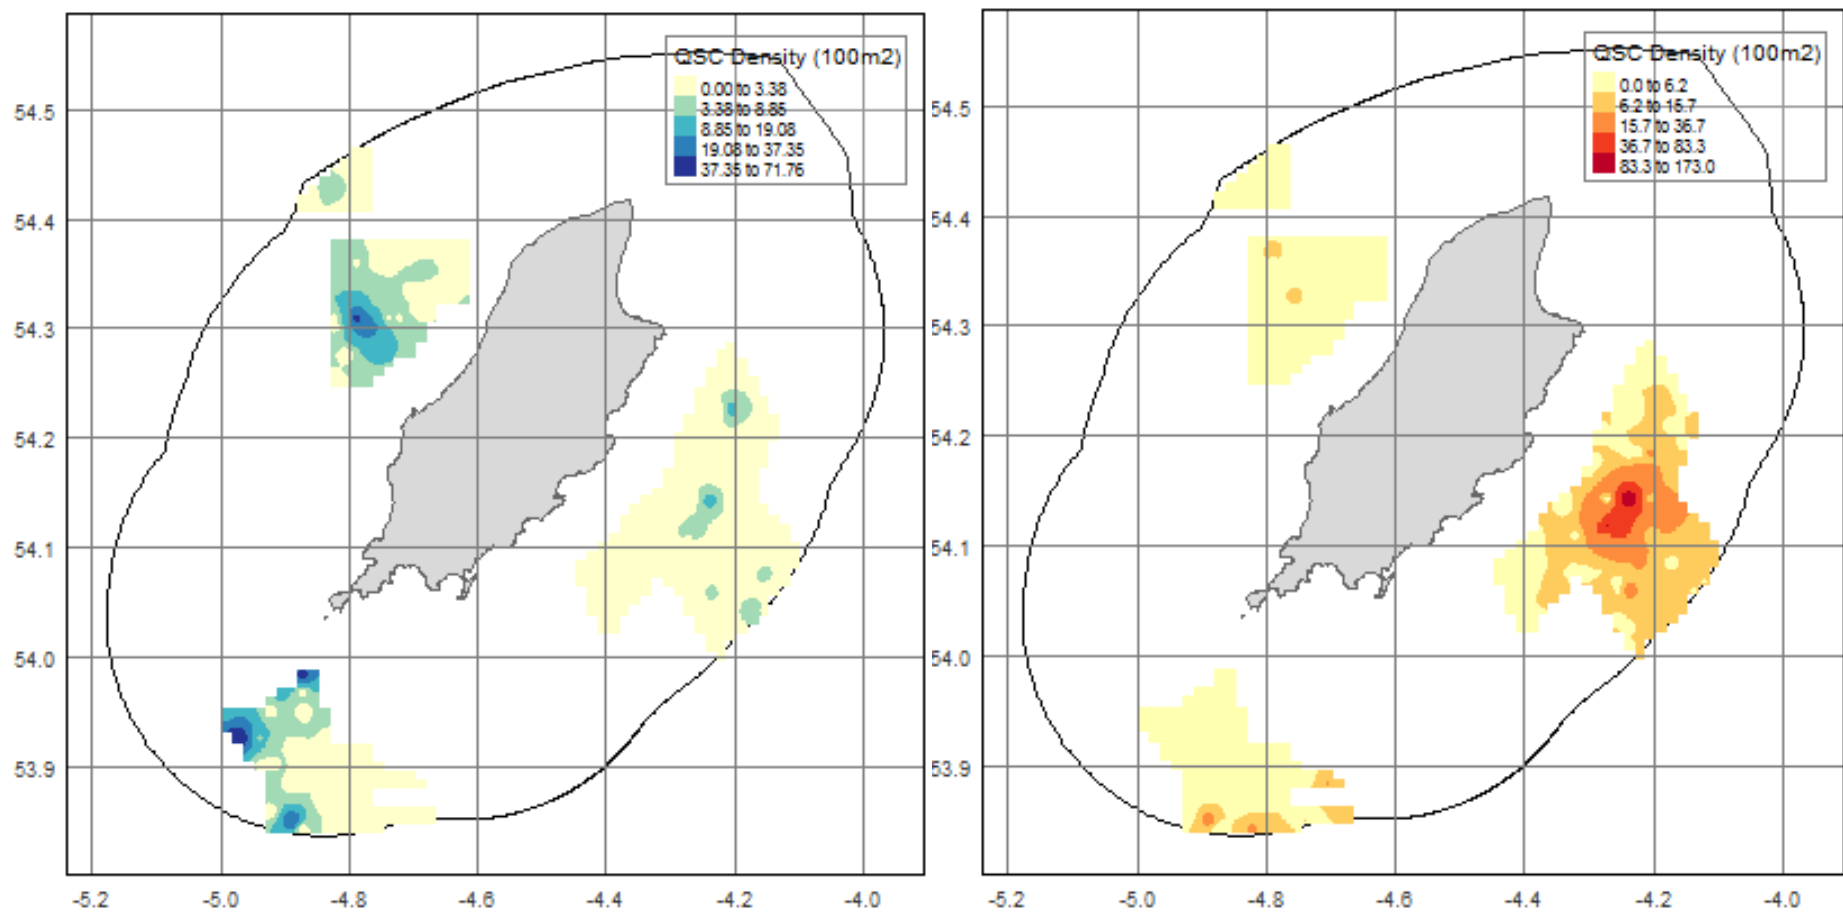 QSC Density (100m2)
0.00 to 3.38
3.38 to 8.85
8.85 to 19.08
19.08 to 37.35
37.35 to 71.76
54.5
54.4
54.3
54.2
54.1
54.0
53.9
-5.2 -5.0 -4.8 -4.6 -4.4 -4.2 -4.0
QSC Density (100m2)
0.0 to 6.2
6.2 to 15.7
15.7 to 36.7
36.7 to 83.3
83.3 to 173.0
54.5
54.4
54.3
54.2
54.1
54.0
53.9
-5.2 -5.0 -4.8 -4.6 -4.4 -4.2 -4.0